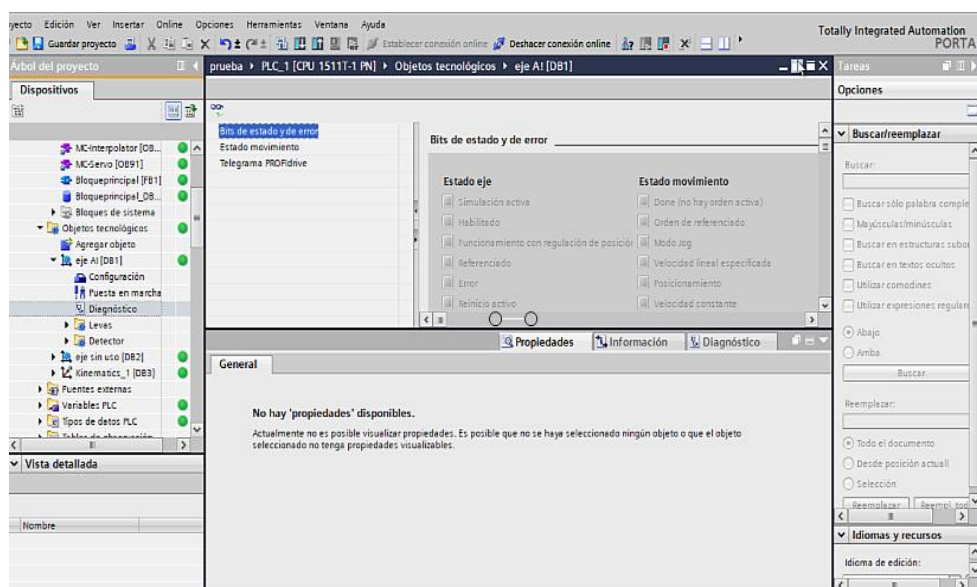 yecto Edición Ver Insertar Online Opciones Herramientas Ventana Ayuda
Totally Integrated Automation
PORTA
Guardar proyecto
Establecer conexión online
Deshacer conexión online
Árbol del proyecto
prueba ▸ PLC_1 [CPU 1511T-1 PN] ▸ Objetos tecnológicos ▸ eje A! [DB1]
Tareas
Dispositivos
Opciones
MC-Interpolator [OB...
MC-Servo [OB91]
Bloqueprincipal [FB1]
Bloqueprincipal_OB...
Bloques de sistema
Objetos tecnológicos
Agregar objeto
eje A! [DB1]
Configuración
Puesta en marcha
Diagnóstico
Levas
Detector
eje sin uso [DB2]
Kinematics_1 [DB3]
Fuentes externas
Variables PLC
Tipos de datos PLC
Tablas de observación
Vista detallada
Nombre
Bits de estado y de error
Estado movimiento
Telegrama PROFIdrive
Bits de estado y de error
Estado eje
Simulación activa
Habilitado
Funcionamiento con regulación de posición
Referenciado
Error
Reinicio activo
Estado movimiento
Done (no hay orden activa)
Orden de referenciado
Modo Jog
Velocidad lineal especificada
Posicionamiento
Velocidad constante
Propiedades
Información
Diagnóstico
General
No hay 'propiedades' disponibles.
Actualmente no es posible visualizar propiedades. Es posible que no se haya seleccionado ningún objeto o que el objeto
seleccionado no tenga propiedades visualizables.
Buscar/reemplazar
Buscar:
Buscar sólo palabra comple
Mayúsculas/minúsculas
Buscar en estructuras subor
Buscar en textos ocultos
Utilizar comodines
Utilizar expresiones regulare
Abajo
Arriba
Buscar
Reemplazar:
Todo el documento
Desde posición actuall
Selección
Reemplazar
Reempl. tod
Idiomas y recursos
Idioma de edición: